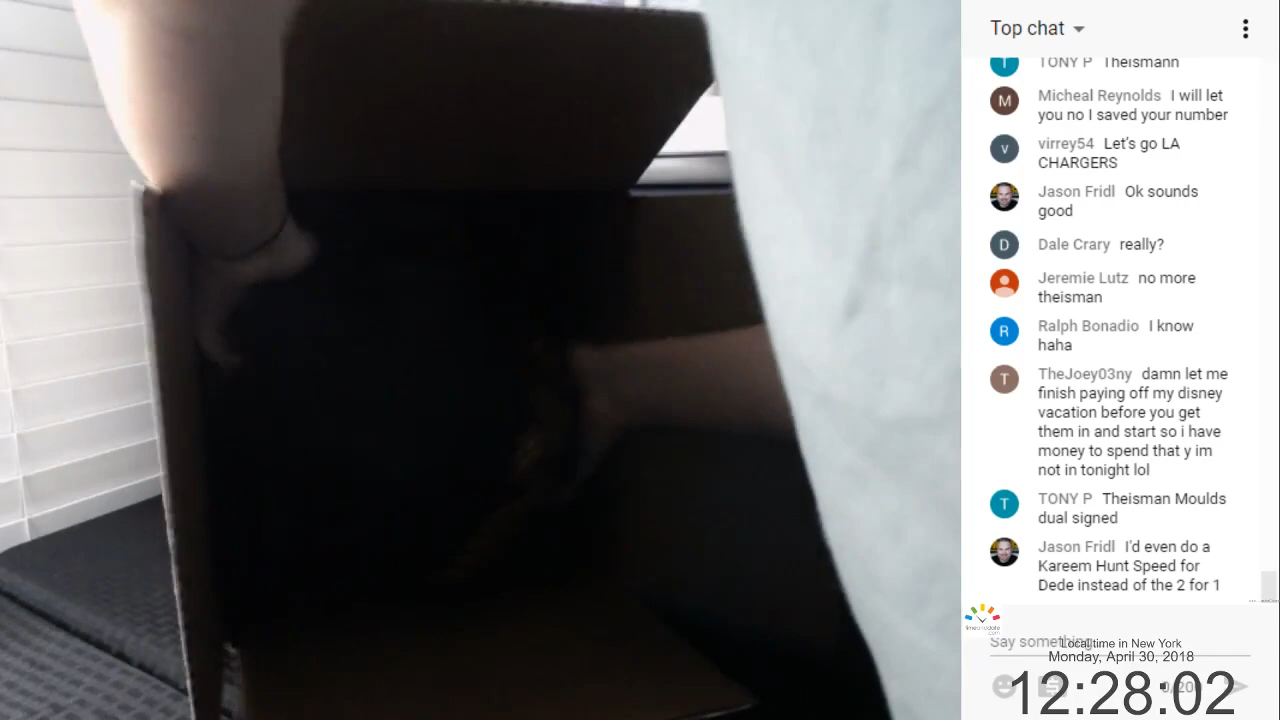 Top chat
TONY P Theismann
Micheal Reynolds I will let
you no I saved your number
virrey54 Let's go LA
CHARGERS
Jason Fridl Ok sounds
good
Dale Crary really?
Jeremie Lutz no more
theisman
Ralph Bonadio I know
haha
TheJoey03ny damn let me
finish paying off my disney
vacation before you get
them in and start so i have
money to spend that y im
not in tonight lol
TONY P Theisman Moulds
dual signed
Jason Fridl I'd even do a
Kareem Hunt Speed for
Dede instead of the 2 for 1
Say something...
Local time in New York
Monday, April 30, 2018
0/200
12:28:02